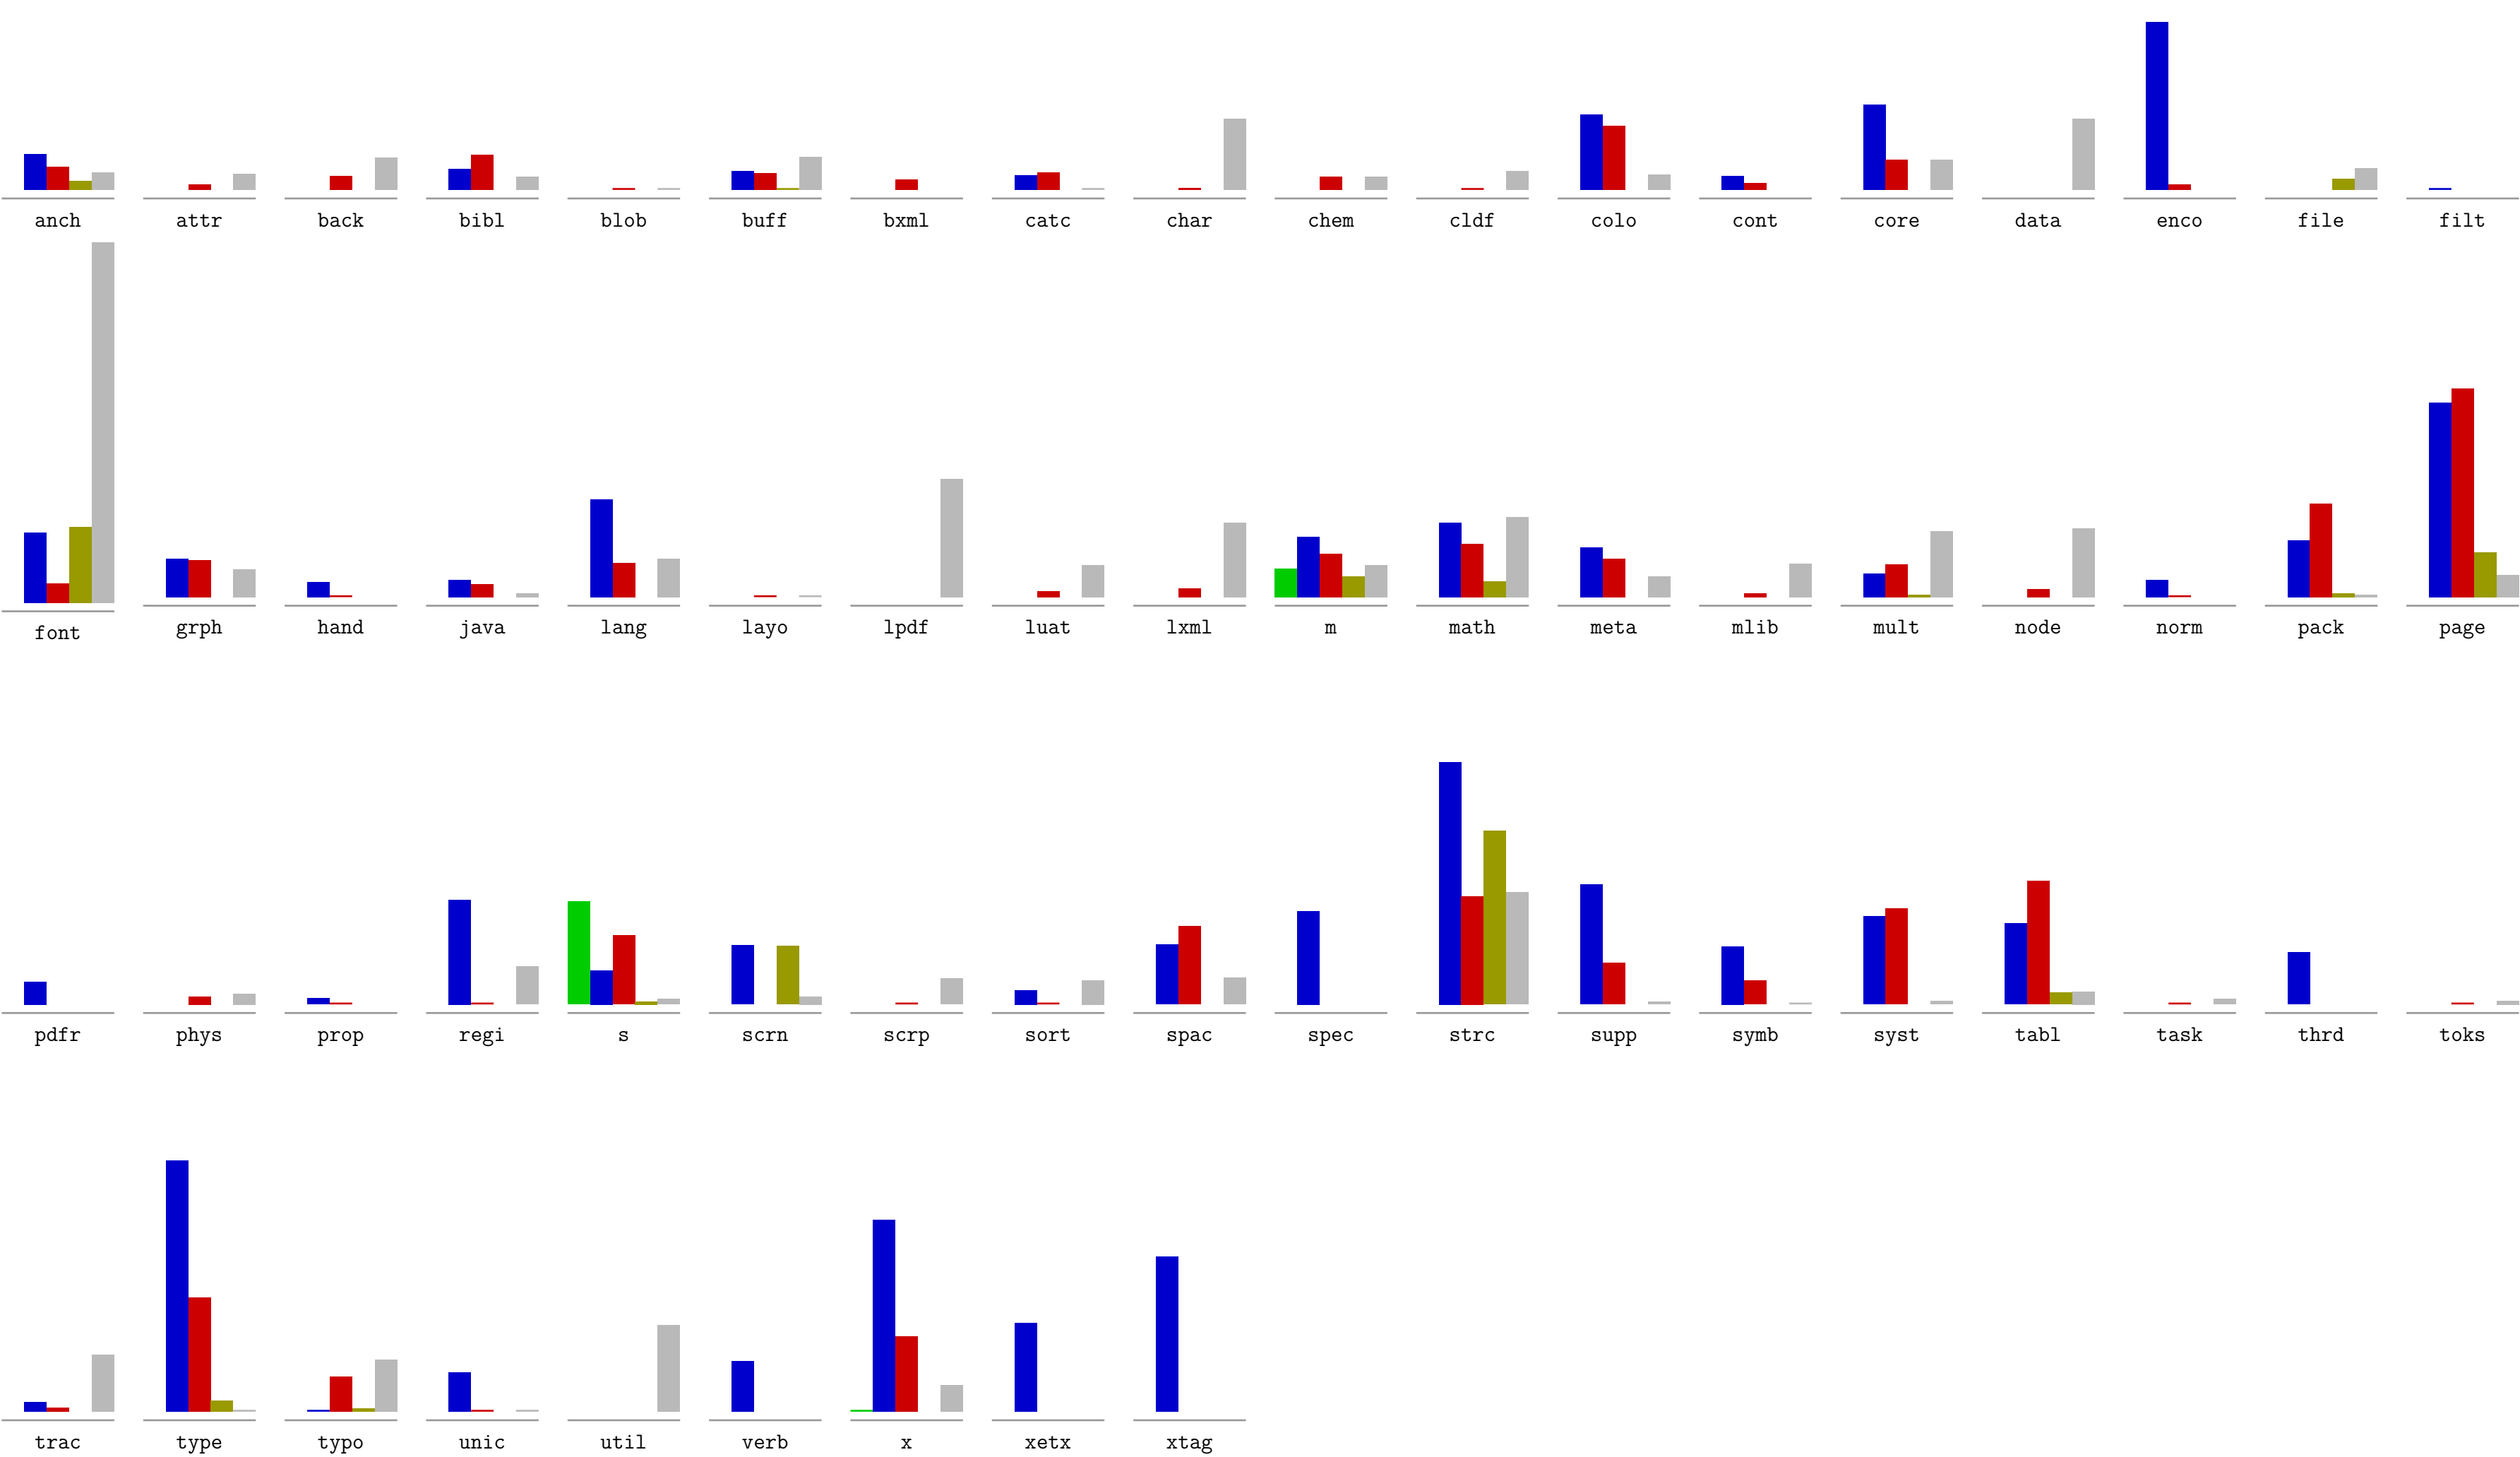 anch attr back bibl blob buff bxml catc char chem cldf colo cont core data enco file filt
font grph hand java lang layo lpdf luat lxml m math meta mlib mult node norm pack page
pdfr phys prop regi s scrn scrp sort spac spec strc supp symb syst tabl task thrd toks
trac type typo unic util verb x xetx xtag